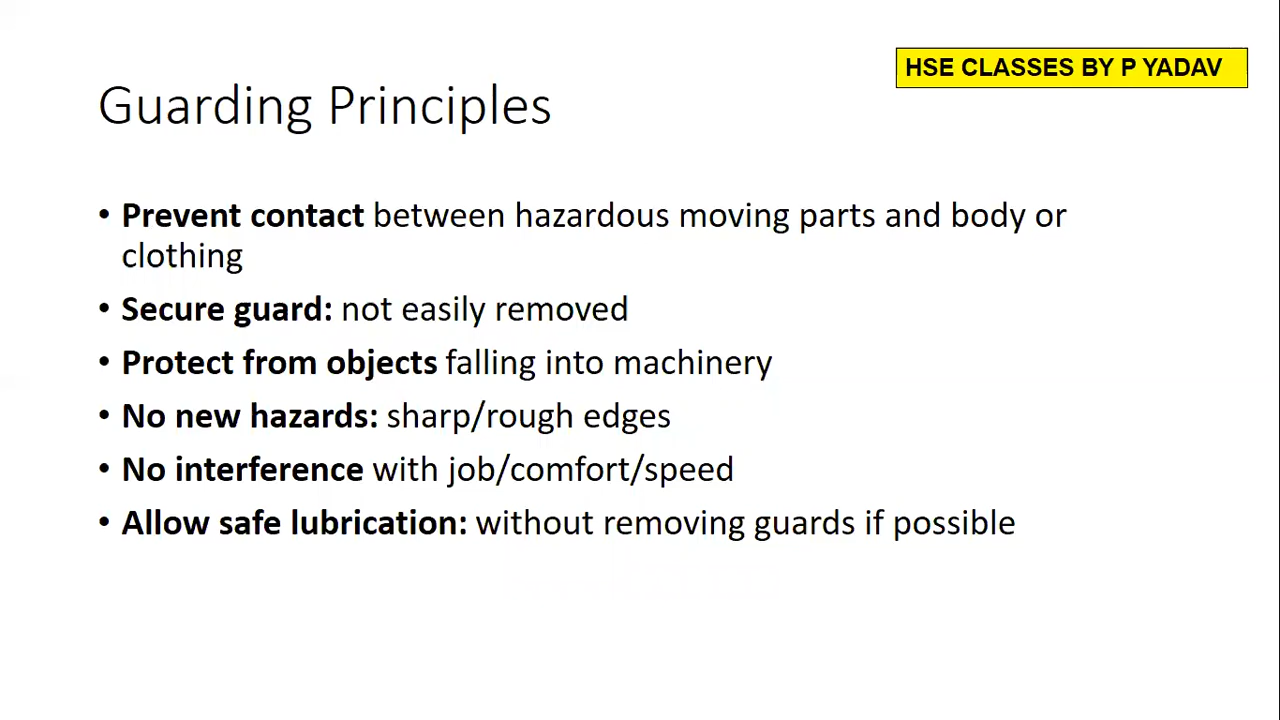 HSE CLASSES BY P YADAV
Guarding Principles
• Prevent contact between hazardous moving parts and body or
clothing
• Secure guard: not easily removed
• Protect from objects falling into machinery
• No new hazards: sharp/rough edges
• No interference with job/comfort/speed
• Allow safe lubrication: without removing guards if possible